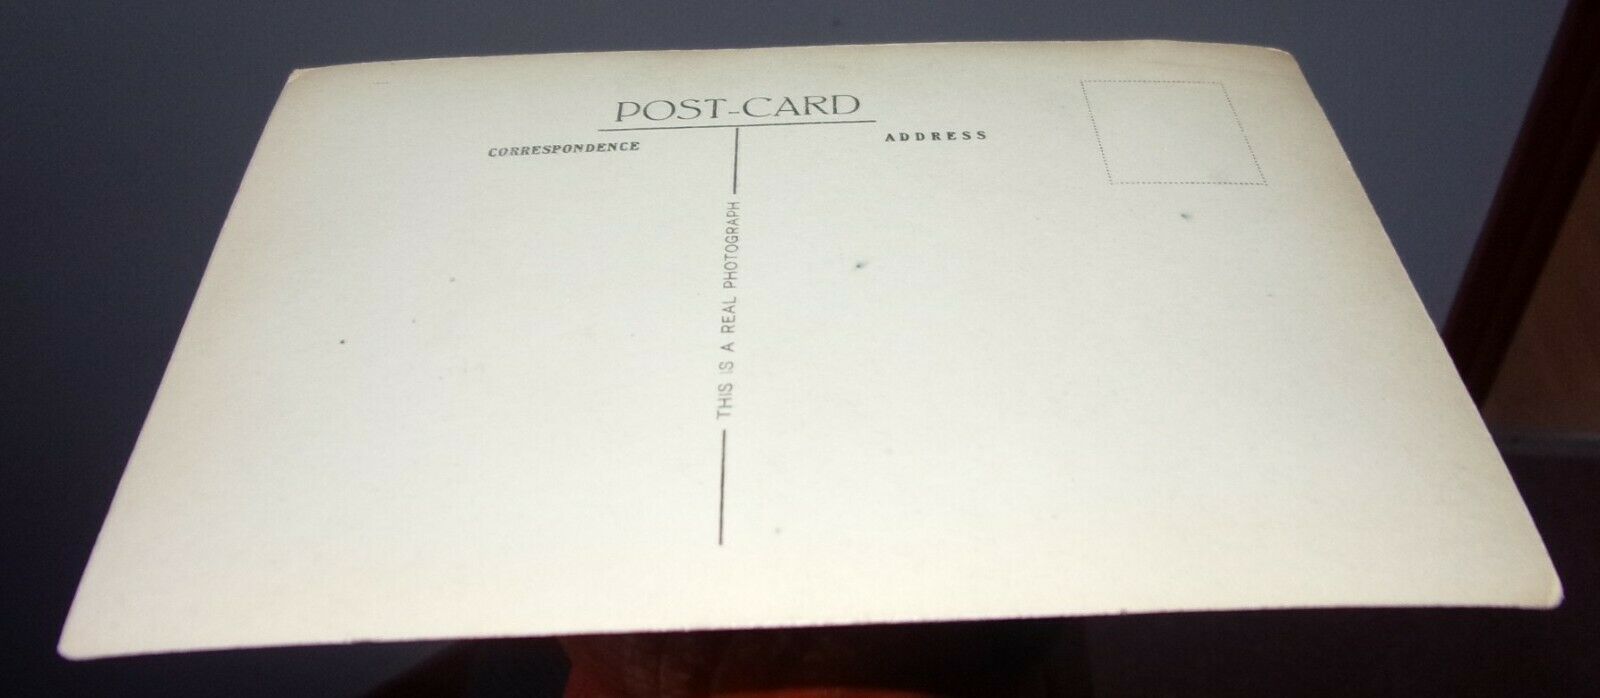 POST-CARD
CORRESPONDENCE
ADDRESS
THIS IS A REAL PHOTOGRAPH